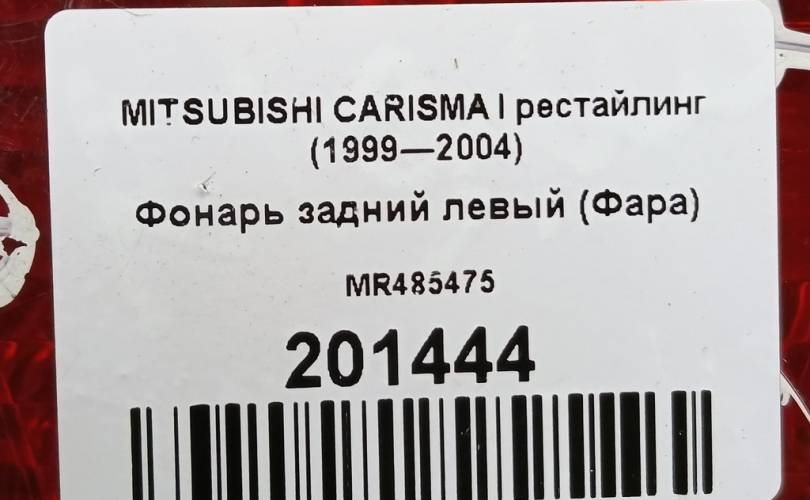 MITSUBISHI CARISMA I рестайлинг
(1999—2004)
Фонарь задний левый (Фара)
MR485475
201444